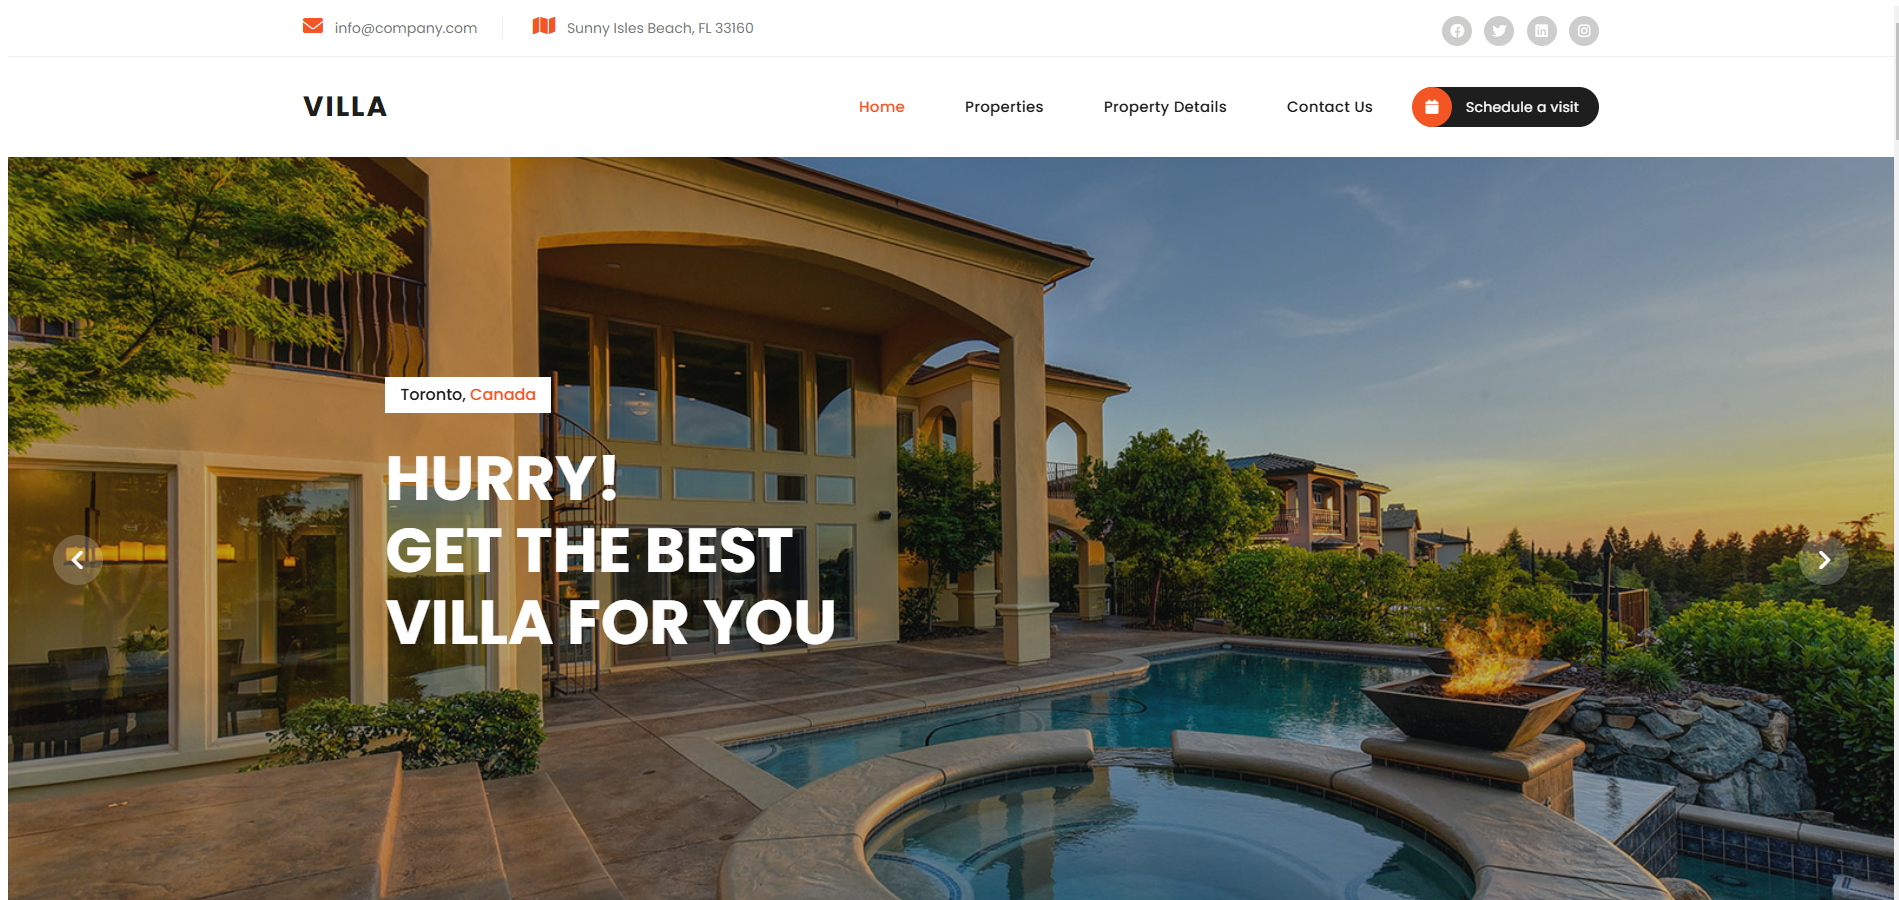 info@company.com
Sunny Isles Beach, FL 33160
VILLA
Home
Properties
Property Details
Contact Us
Schedule a visit
Toronto, Canada
HURRY!
GET THE BEST
VILLA FOR YOU